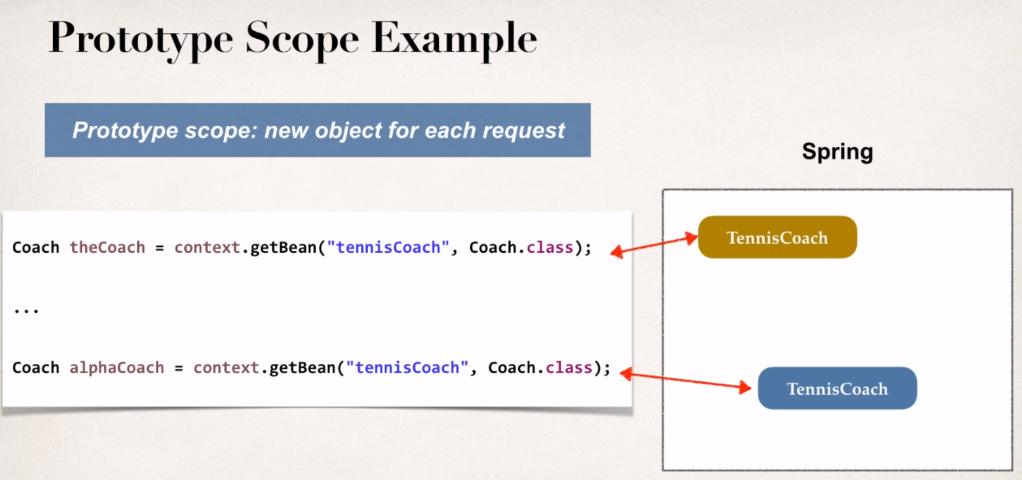 Prototype Scope Example
Prototype scope: new object for each request
Spring
Coach theCoach = context.getBean("tennisCoach", Coach.class);
TennisCoach
...
Coach alphaCoach = context.getBean("tennisCoach", Coach.class);
TennisCoach